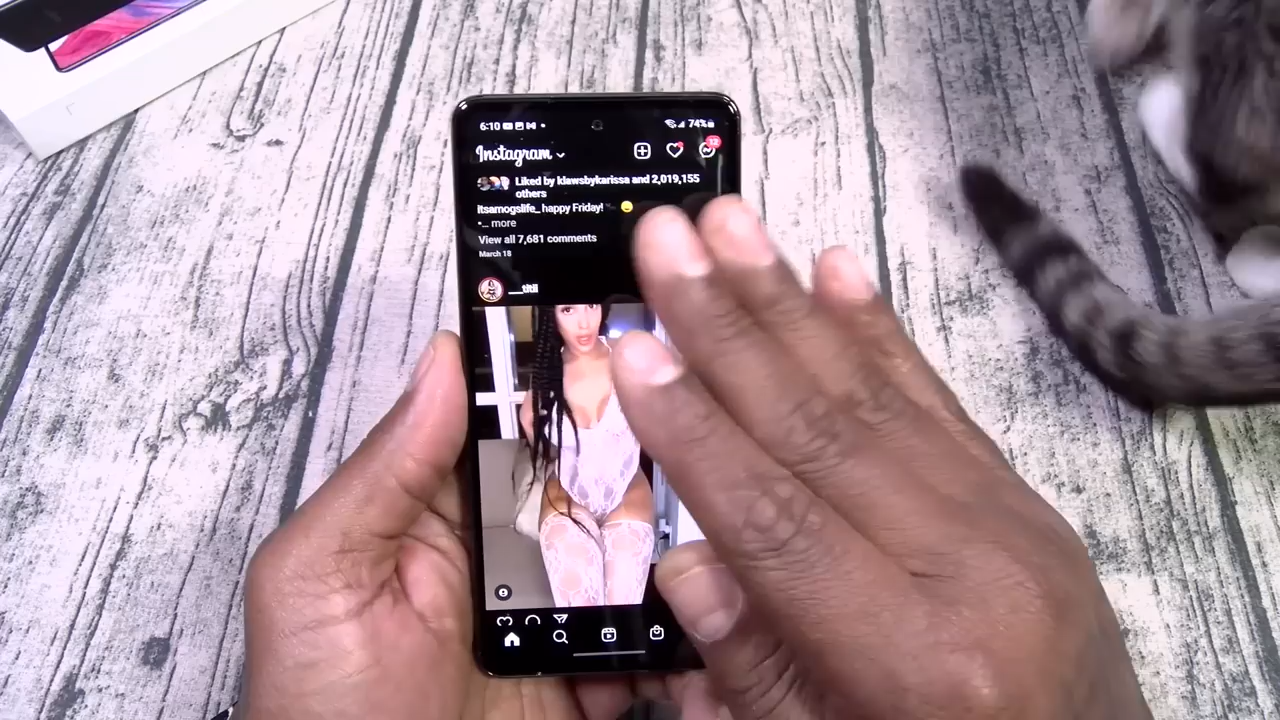 6:10
74%
Instagram
32
Liked by klawsbykarissa and 2,019,155
others
itsamogslife_ happy Friday!
•... more
View all 7,681 comments
March 18